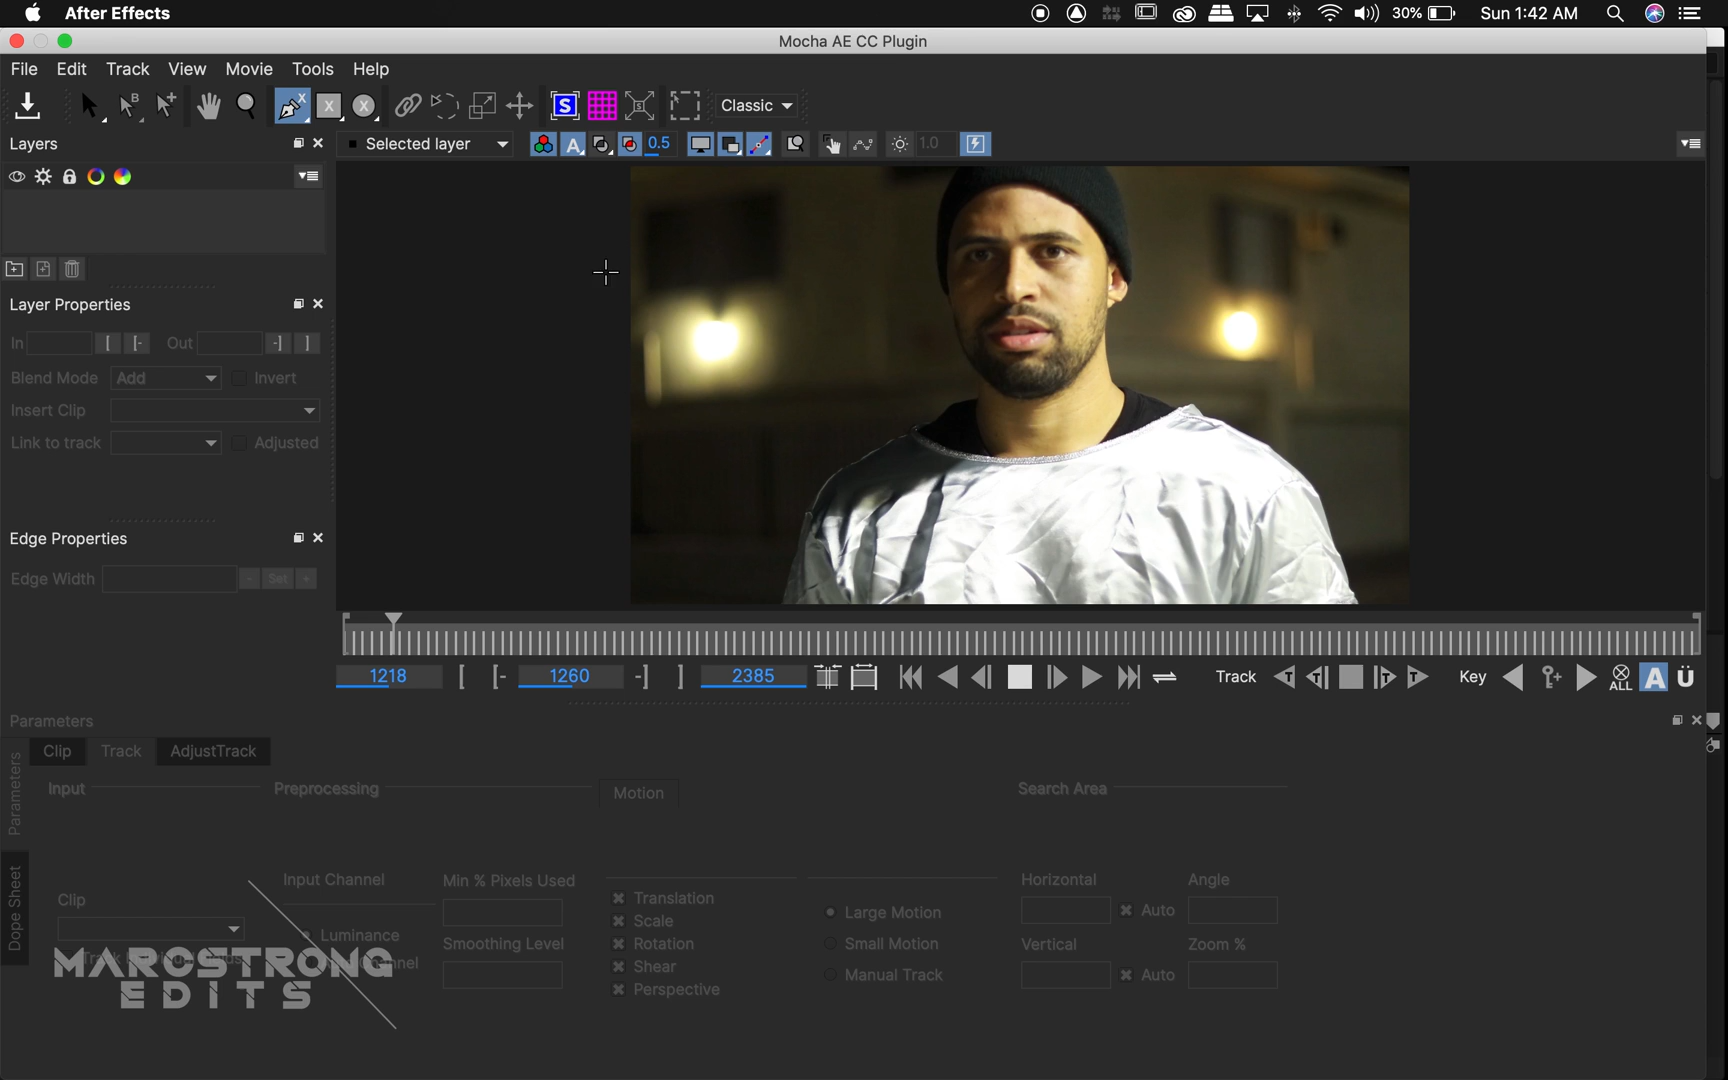 After Effects
30% Sun 1:42 AM
Mocha AE CC Plugin
File Edit Track View Movie Tools Help
B
X X X S S Classic
Layers
Selected layer A 0.5 1.0
Layer Properties
In [ [- Out -] ]
Blend Mode Add Invert
Insert Clip
Link to track Adjusted
Edge Properties
Edge Width - Set +
1218 [ [- 1260 -] ] 2385 Track T T T T Key ALL A Ü
Parameters
Clip Track AdjustTrack
Parameters
Dope Sheet
Input Preprocessing Motion Search Area
Clip
Input Channel Min % Pixels Used
Luminance
Smoothing Level
Translation
Scale
Rotation
Shear
Perspective
Large Motion
Small Motion
Manual Track
Horizontal Angle
Auto
Vertical Zoom %
Auto
MARCSTRONG
EDITS